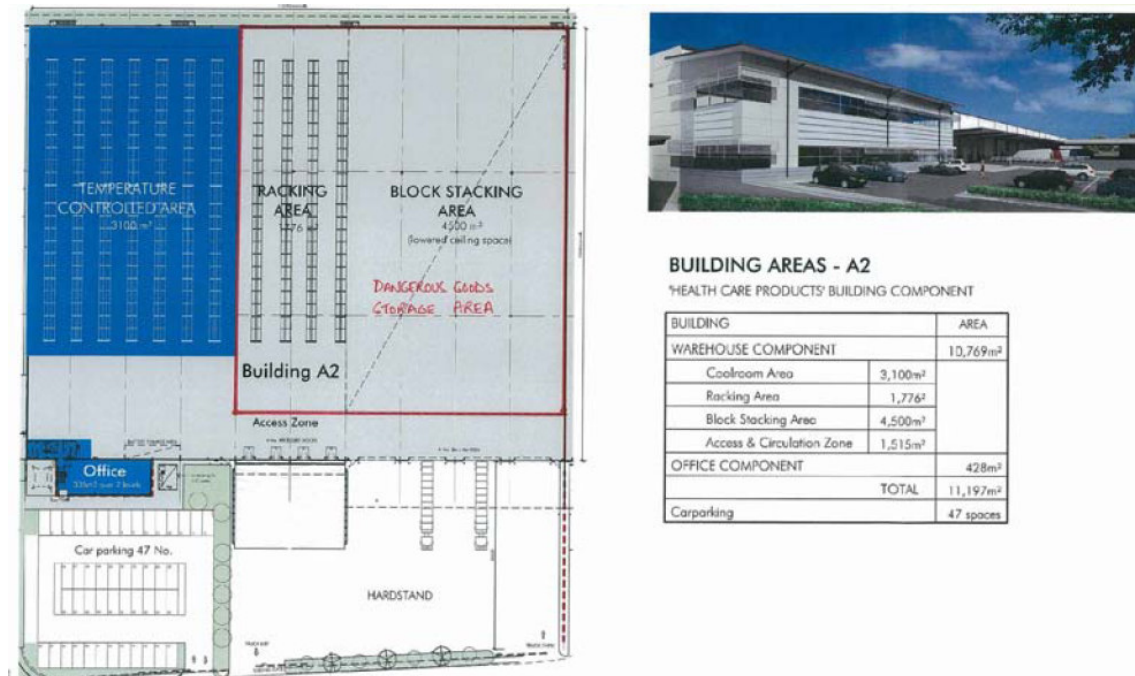 TEMPERATURE
CONTROLLED AREA
3100 m²
RACKING
AREA
1776 m²
BLOCK STACKING
AREA
4500 m²
(lowered ceiling space)
DANGEROUS GOODS
STORAGE AREA
Building A2
Access Zone
Office
Car parking 47 No.
HARDSTAND
BUILDING AREAS - A2
'HEALTH CARE PRODUCTS' BUILDING COMPONENT
BUILDING AREA
WAREHOUSE COMPONENT 10,769m²
Coolroom Area 3,100m²
Racking Area 1,776²
Block Stacking Area 4,500m²
Access & Circulation Zone 1,515m²
OFFICE COMPONENT 428m²
TOTAL 11,197m²
Carparking 47 spaces